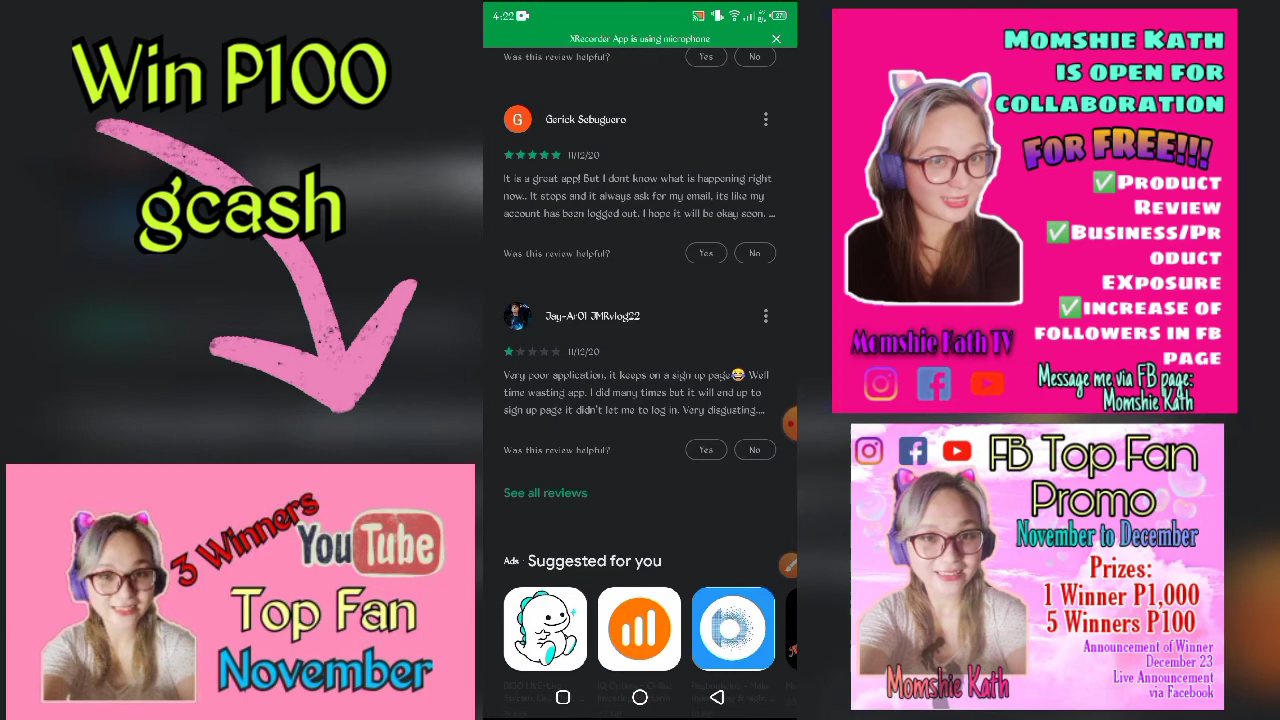 Win P100
gcash
3 Winners
YouTube
Top Fan
November
4:22
27
XRecorder App is using microphone
Was this review helpful?
Yes
No
G
Gerick Sebuguero
11/12/20
It is a great app! But I dont know what is happening right
now.. It stops and it always ask for my email, its like my
account has been logged out. I hope it will be okay soon. ...
Was this review helpful?
Yes
No
Jay-Ar01 JMRvlog22
11/12/20
Very poor application, it keeps on a sign up page😂 Well
time wasting app. I did many times but it will end up to
sign up page it didn't let me to log in. Very disgusting....
Was this review helpful?
Yes
No
See all reviews
Ads
Suggested for you
Momshie Kath
is open for
collaboration
FOR FREE!!!
✅Product
Review
✅Business/Pr
oduct
Exposure
✅Increase of
followers in fb
page
Momshie Kath TV
Message me via FB page:
Momshie Kath
FB Top Fan
Promo
November to December
Prizes:
1 Winner P1,000
5 Winners P100
Announcement of Winner
December 23
Live Announcement
via Facebook
Momshie Kath